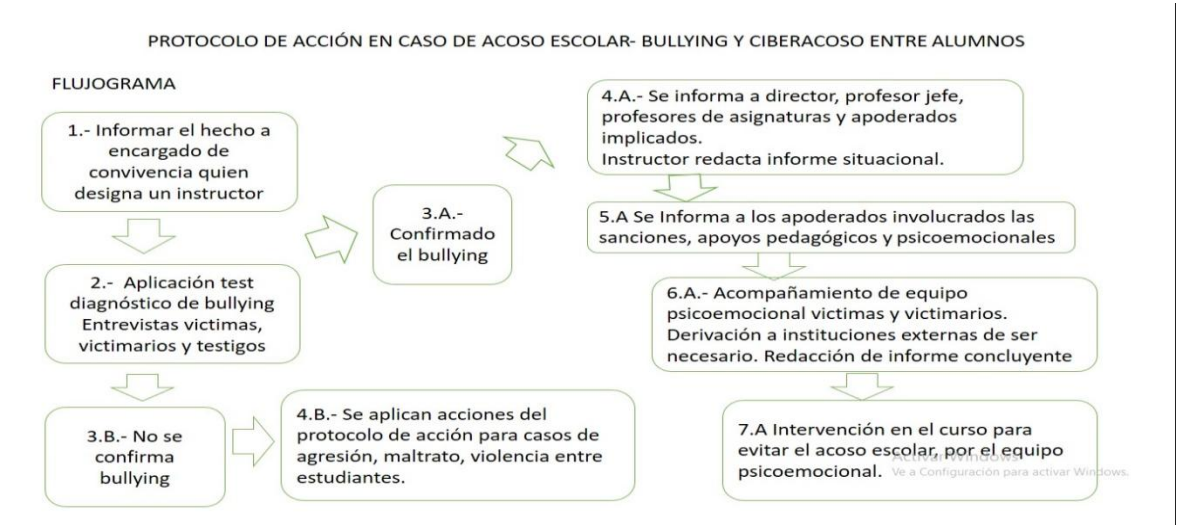 PROTOCOLO DE ACCIÓN EN CASO DE ACOSO ESCOLAR- BULLYING Y CIBERACOSO ENTRE ALUMNOS
FLUJOGRAMA
1.- Informar el hecho a
encargado de
convivencia quien
designa un instructor
2.- Aplicación test
diagnóstico de bullying
Entrevistas victimas,
victimarios y testigos
3.A.-
Confirmado
el bullying
3.B.- No se
confirma
bullying
4.B.- Se aplican acciones del
protocolo de acción para casos de
agresión, maltrato, violencia entre
estudiantes.
4.A.- Se informa a director, profesor jefe,
profesores de asignaturas y apoderados
implicados.
Instructor redacta informe situacional.
5.A Se Informa a los apoderados involucrados las
sanciones, apoyos pedagógicos y psicoemocionales
6.A.- Acompañamiento de equipo
psicoemocional victimas y victimarios.
Derivación a instituciones externas de ser
necesario. Redacción de informe concluyente
7.A Intervención en el curso para
evitar el acoso escolar, por el equipo
psicoemocional.
Activar Windows
Ve a Configuración para activar Windows.